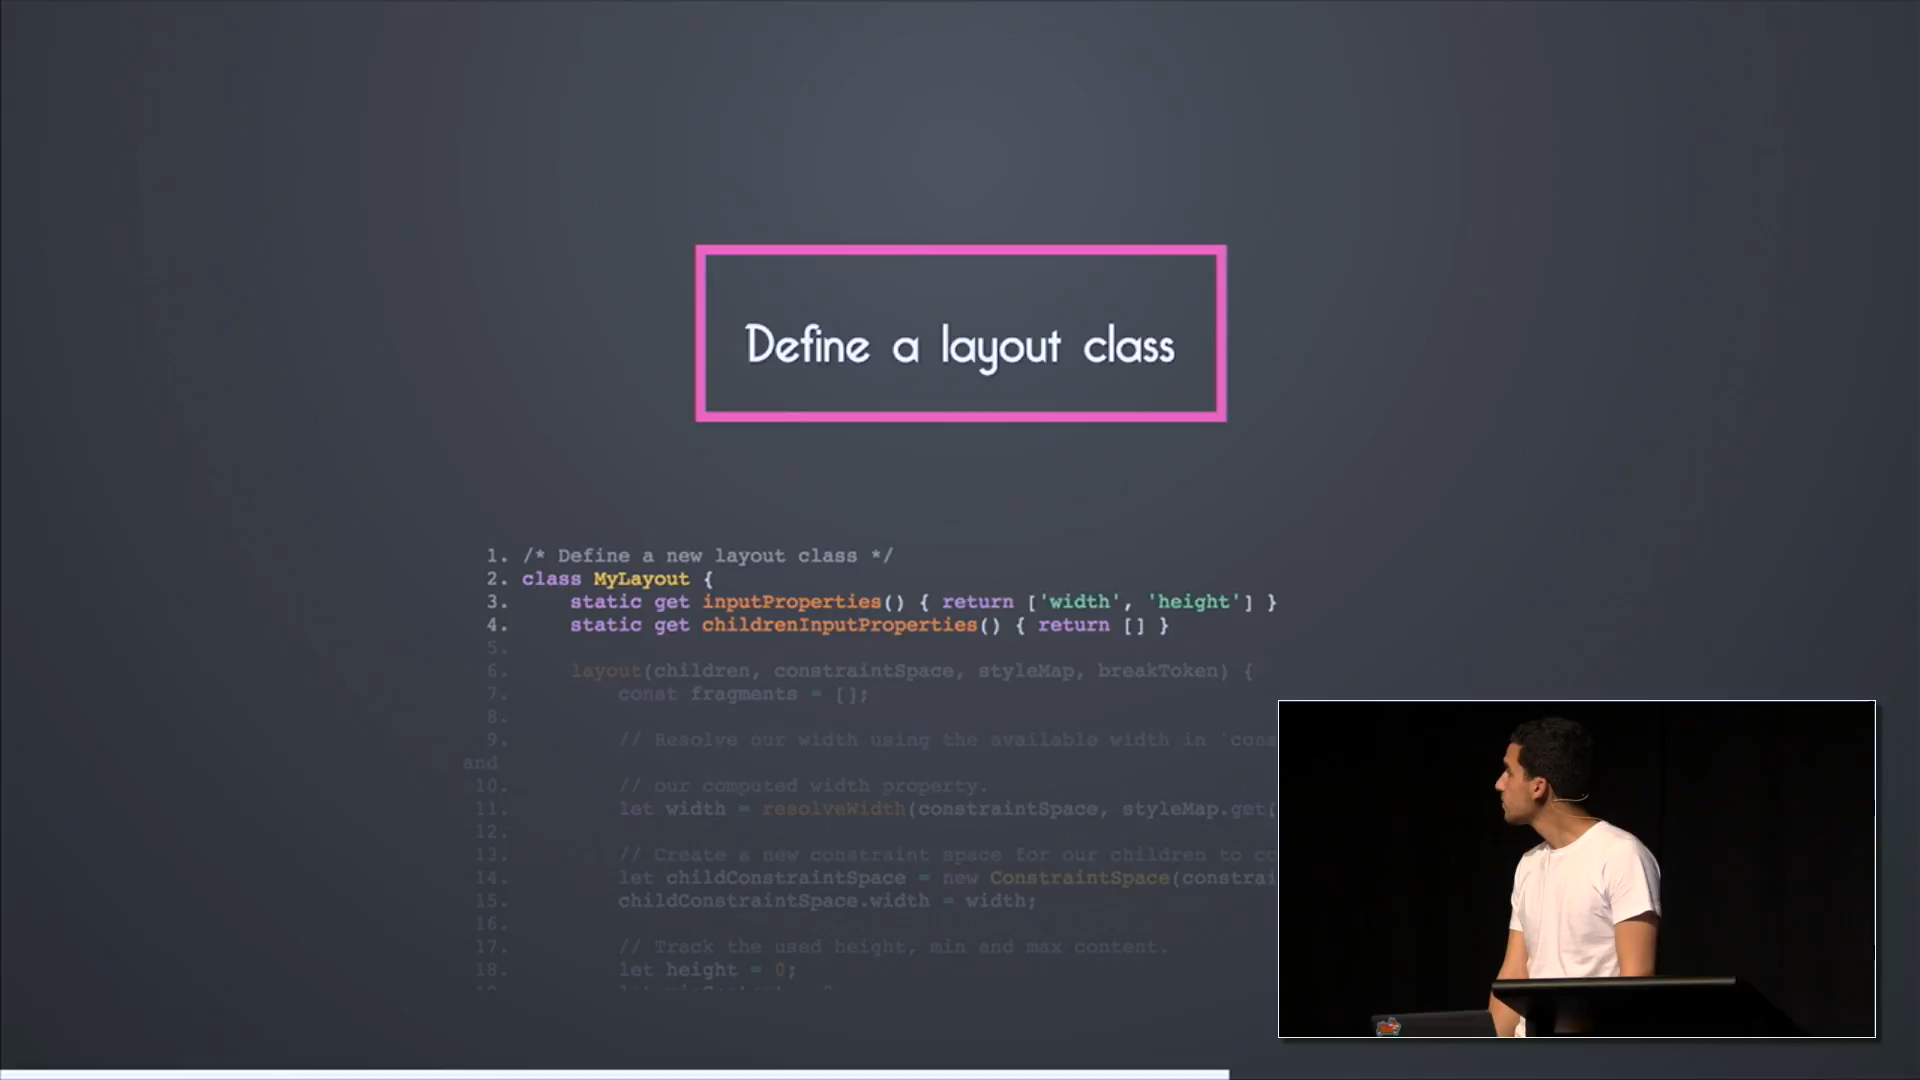 Define a layout class
1. /* Define a new layout class */
2. class MyLayout {
3. static get inputProperties() { return ['width', 'height'] }
4. static get childrenInputProperties() { return [] }
5.
6. layout(children, constraintSpace, styleMap, breakToken) {
7. const fragments = [];
8.
9. // Resolve our width using the available width in 'cons
and
10. // our computed width property.
11. let width = resolveWidth(constraintSpace, styleMap.get(
12.
13. // Create a new constraint space for our children to co
14. let childConstraintSpace = new ConstraintSpace(constrai
15. childConstraintSpace.width = width;
16.
17. // Track the used height, min and max content.
18. let height = 0;